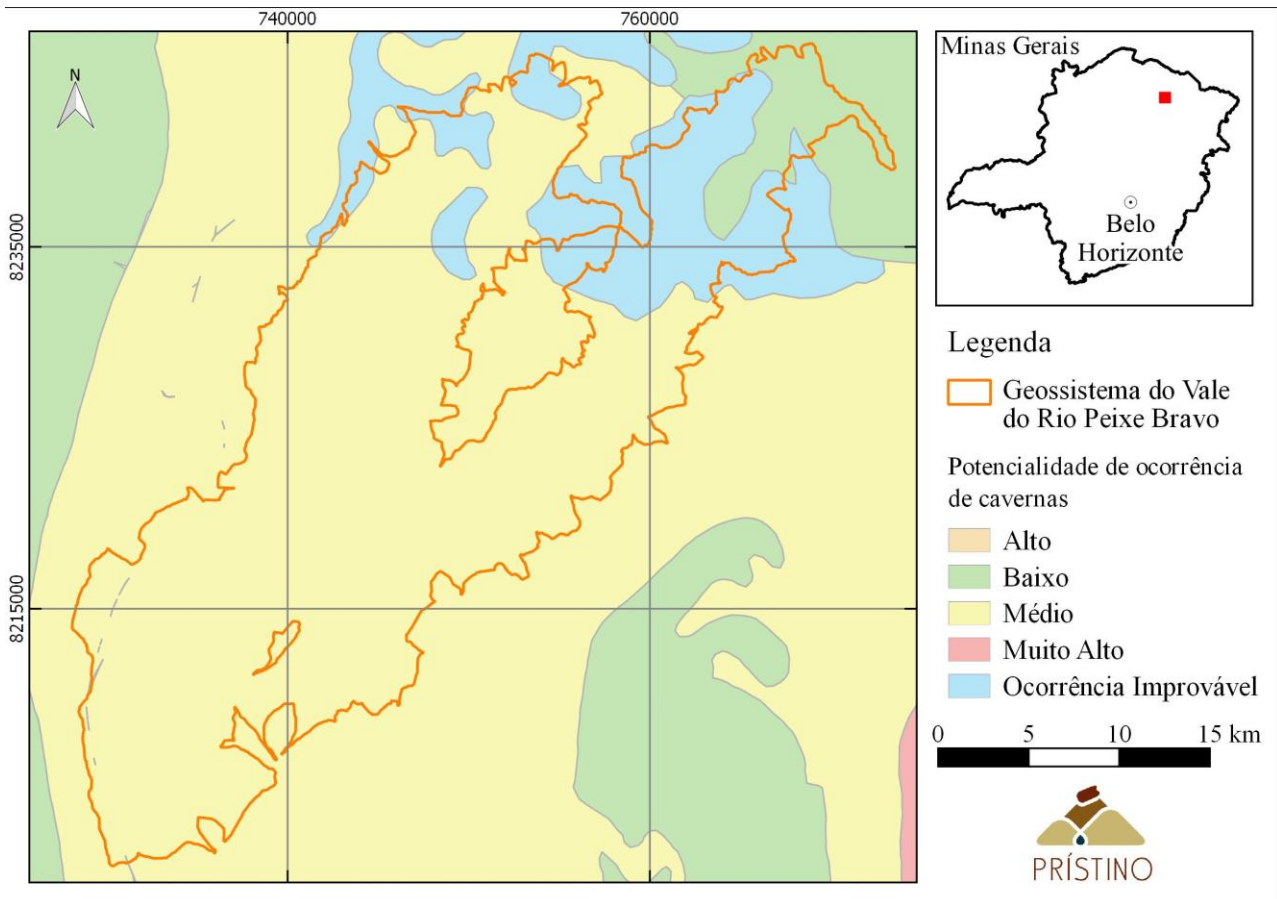 740000
760000
N
8235000
8215000
Minas Gerais
Belo
Horizonte
Legenda
Geossistema do Vale
do Rio Peixe Bravo
Potencialidade de ocorrência
de cavernas
Alto
Baixo
Médio
Muito Alto
Ocorrência Improvável
0 5 10 15 km
PRÍSTINO